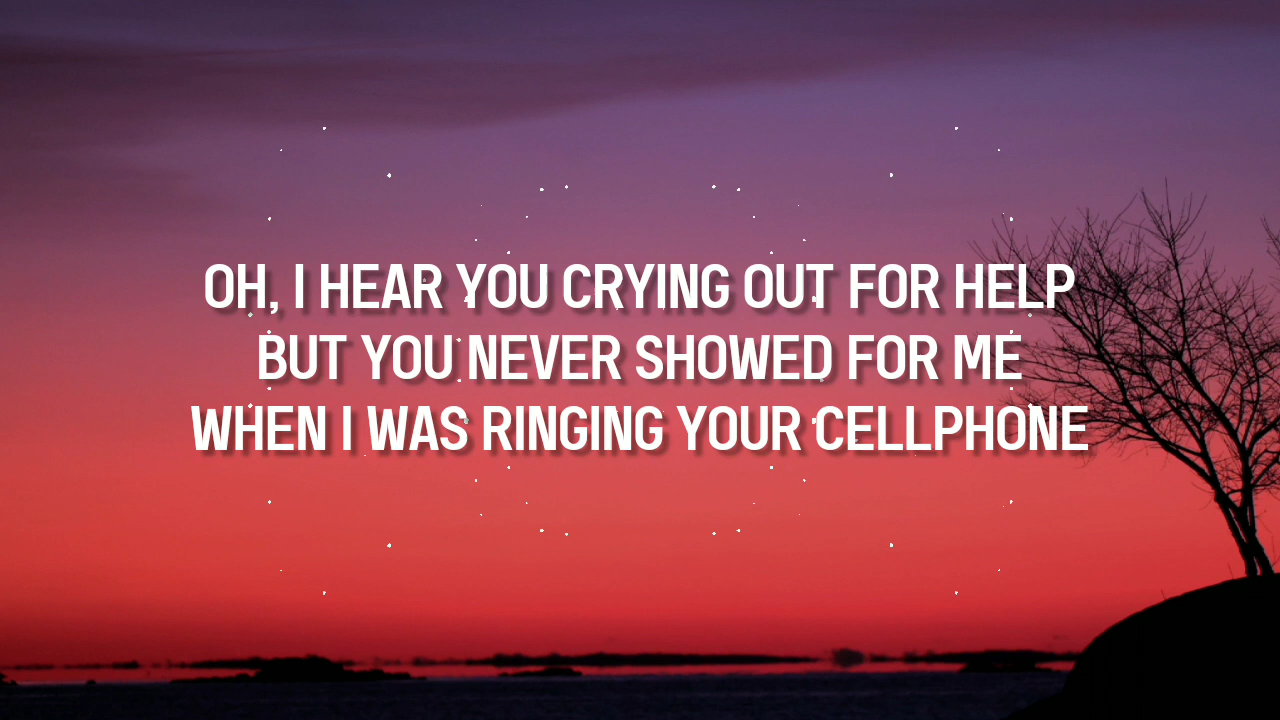 OH, I HEAR YOU CRYING OUT FOR HELP
BUT YOU NEVER SHOWED FOR ME
WHEN I WAS RINGING YOUR CELLPHONE